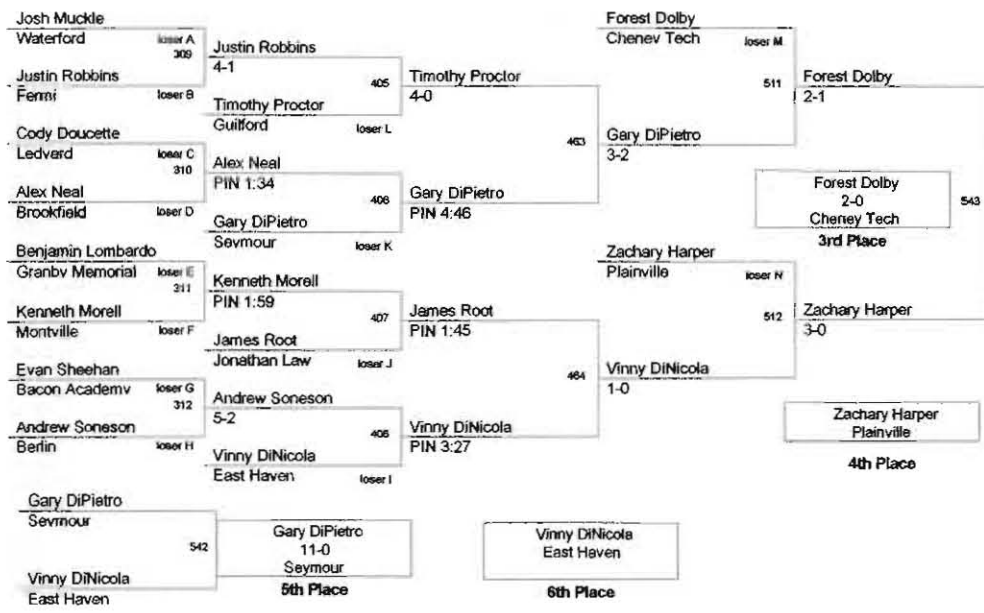 Josh Muckle
Waterford
loser A
309
Justin Robbins
Fermi
loser B
Cody Doucette
Ledyard
loser C
310
Alex Neal
Brookfield
loser D
Benjamin Lombardo
Granby Memorial
loser E
311
Kenneth Morell
Montville
loser F
Evan Sheehan
Bacon Academy
loser G
312
Andrew Soneson
Berlin
loser H
Justin Robbins
4-1
405
Timothy Proctor
Guilford
loser L
Alex Neal
PIN 1:34
406
Gary DiPietro
Seymour
loser K
Kenneth Morell
PIN 1:59
407
James Root
Jonathan Law
loser J
Andrew Soneson
5-2
408
Vinny DiNicola
East Haven
loser I
Timothy Proctor
4-0
463
Gary DiPietro
PIN 4:46
James Root
PIN 1:45
464
Vinny DiNicola
PIN 3:27
Forest Dolby
Cheney Tech
loser M
511
Gary DiPietro
3-2
Zachary Harper
Plainville
loser N
512
Vinny DiNicola
1-0
Forest Dolby
2-1
Forest Dolby
2-0
Cheney Tech
543
3rd Place
Zachary Harper
3-0
Zachary Harper
Plainville
4th Place
Gary DiPietro
Seymour
542
Vinny DiNicola
East Haven
Gary DiPietro
11-0
Seymour
5th Place
Vinny DiNicola
East Haven
6th Place